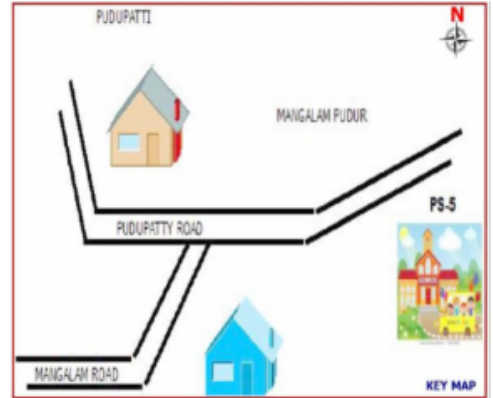 PUDUPATTI
N
MANGALAM PUDUR
PS-5
PUDUPATTY ROAD
MANGALAM ROAD
KEY MAP